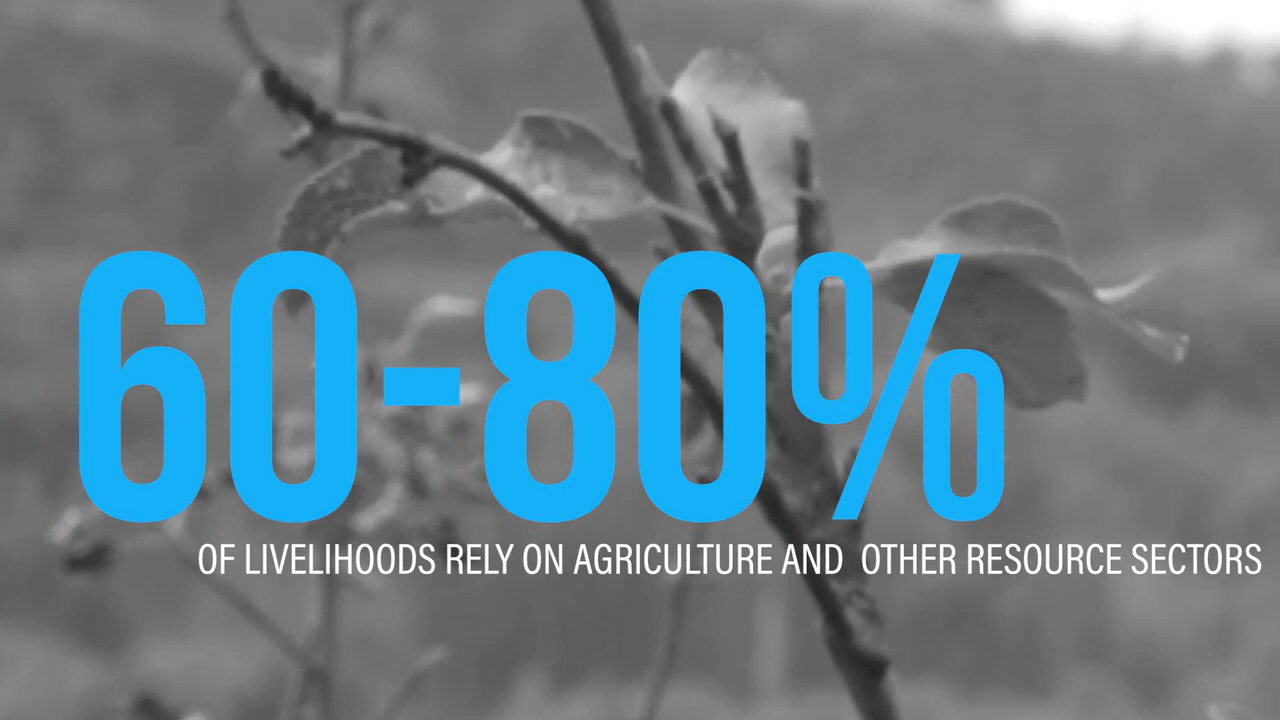 60-80%
OF LIVELIHOODS RELY ON AGRICULTURE AND  OTHER RESOURCE SECTORS